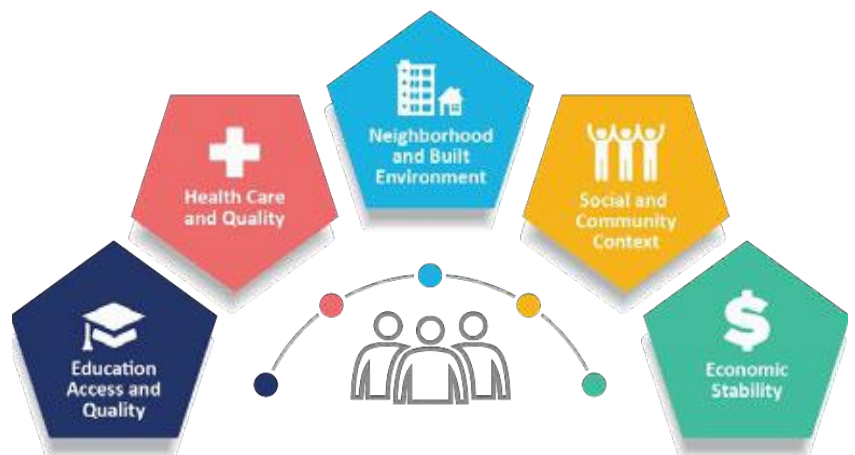 Education
Access and
Quality
Health Care
and Quality
Neighborhood
and Built
Environment
Social and
Community
Context
Economic
Stability